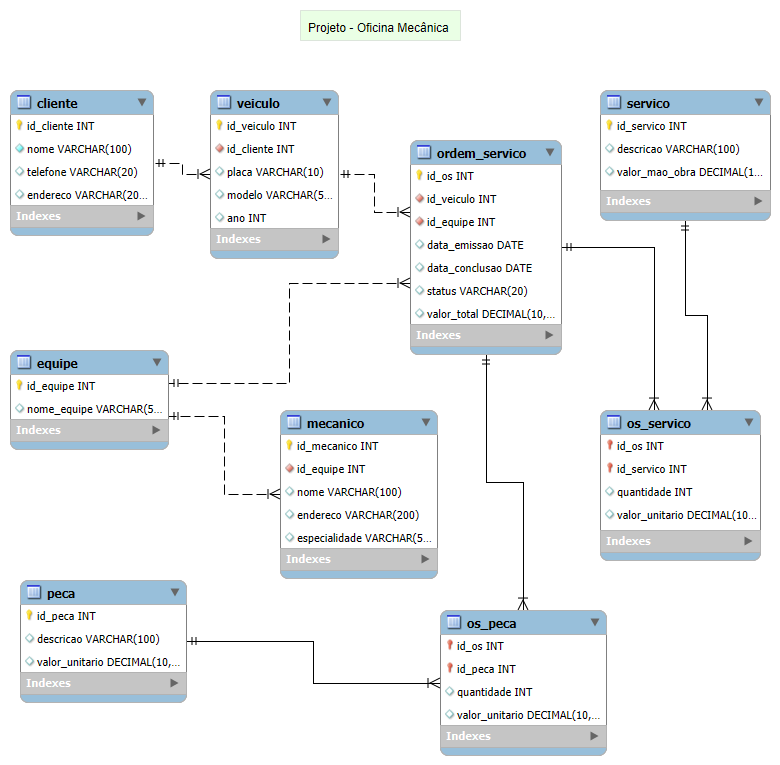 Projeto - Oficina Mecânica
cliente
id_cliente INT
nome VARCHAR(100)
telefone VARCHAR(20)
endereco VARCHAR(20...
Indexes
veiculo
id_veiculo INT
id_cliente INT
placa VARCHAR(10)
modelo VARCHAR(5...
ano INT
Indexes
ordem_servico
id_os INT
id_veiculo INT
id_equipe INT
data_emissao DATE
data_conclusao DATE
status VARCHAR(20)
valor_total DECIMAL(10,...
Indexes
servico
id_servico INT
descricao VARCHAR(100)
valor_mao_obra DECIMAL(1...
Indexes
equipe
id_equipe INT
nome_equipe VARCHAR(5...
Indexes
mecanico
id_mecanico INT
id_equipe INT
nome VARCHAR(100)
endereco VARCHAR(200)
especialidade VARCHAR(5...
Indexes
os_servico
id_os INT
id_servico INT
quantidade INT
valor_unitario DECIMAL(10...
Indexes
peca
id_peca INT
descricao VARCHAR(100)
valor_unitario DECIMAL(10,...
Indexes
os_peca
id_os INT
id_peca INT
quantidade INT
valor_unitario DECIMAL(10,...
Indexes